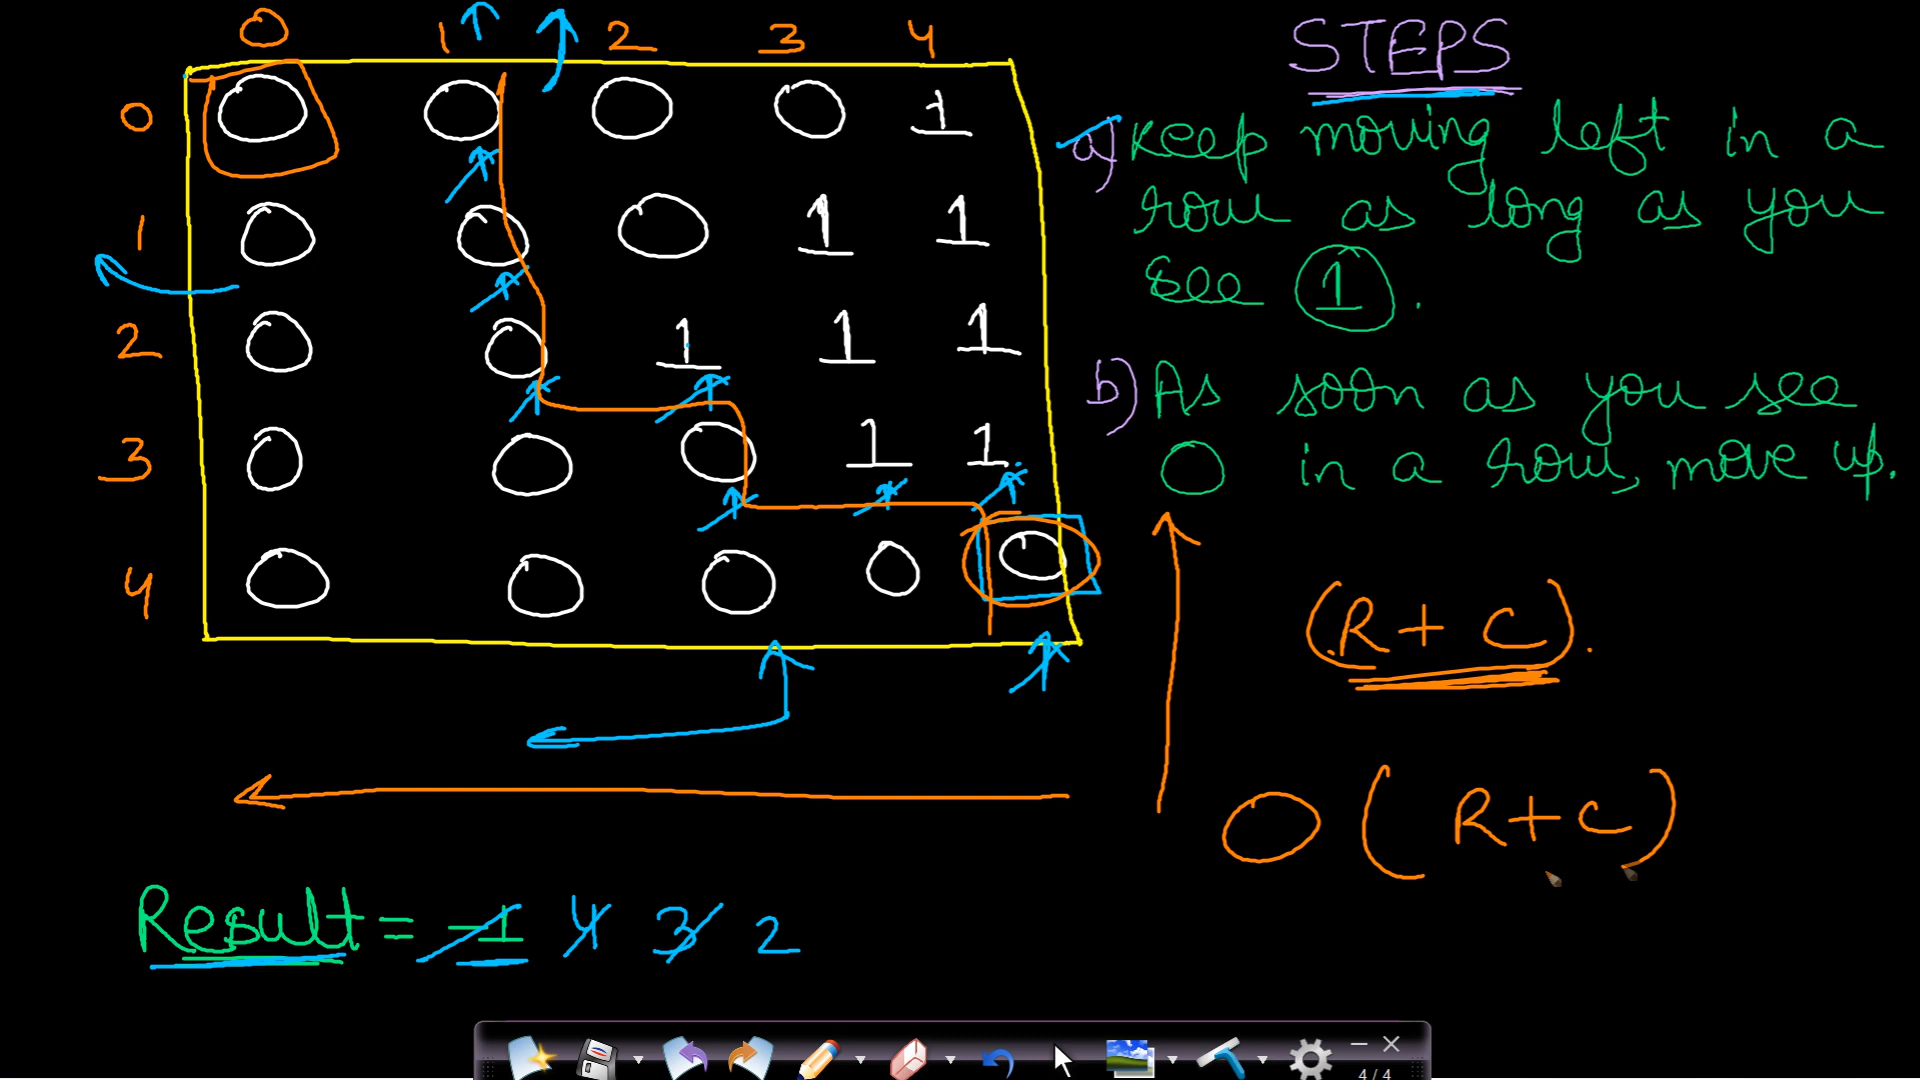 0 1 2 3 4
0 0 0 0 0 1
1 0 0 0 1 1
2 0 0 1 1 1
3 0 0 0 1 1
4 0 0 0 0 0
Result = -1 4 3 2
STEPS
a) Keep moving left in a
row as long as you
see 1.
b) As soon as you see
0 in a row, move up.
(R + C).
O(R+C)
4/4